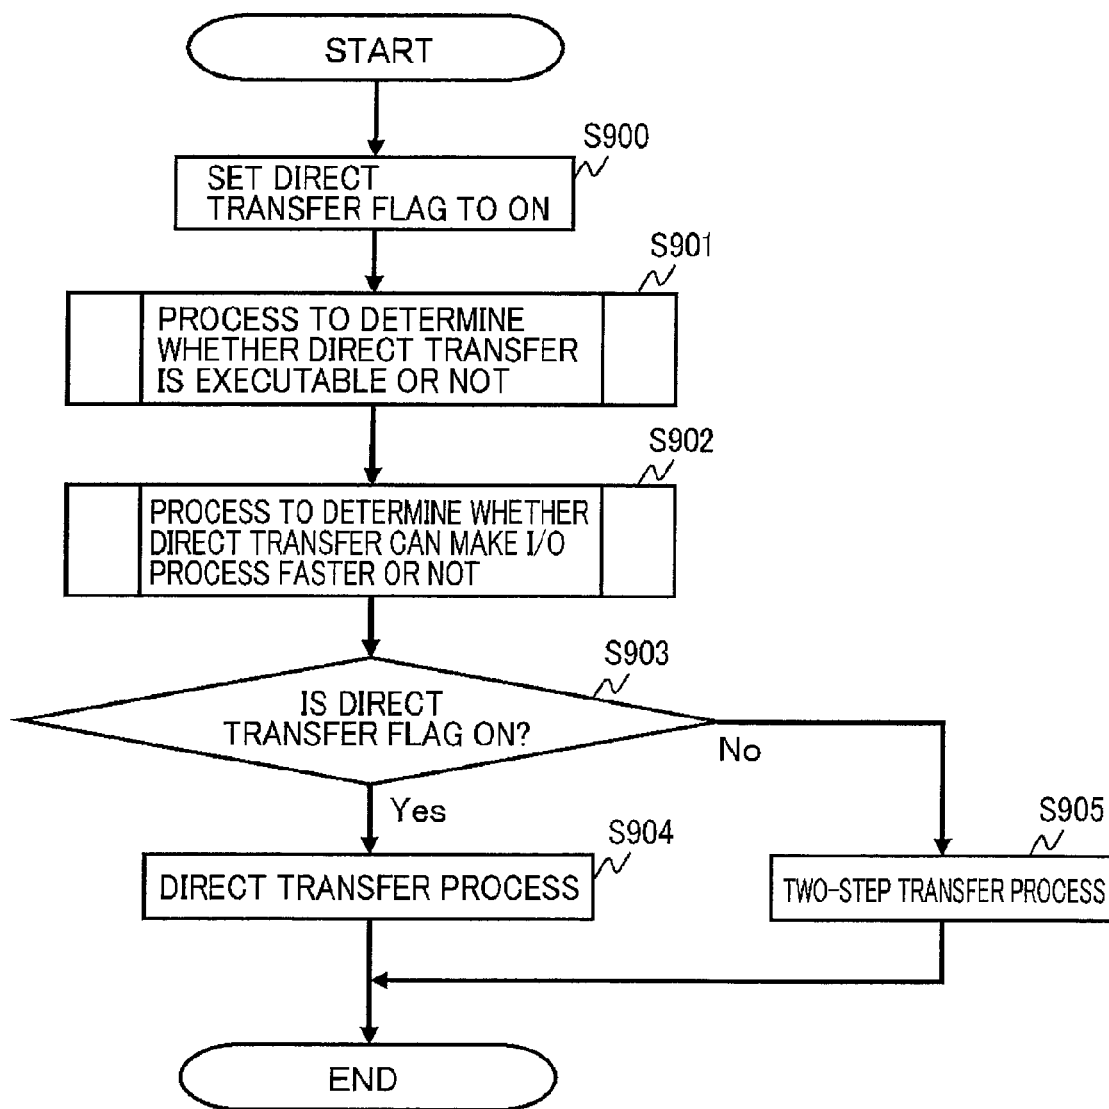 START
S900
SET DIRECT
TRANSFER FLAG TO ON
S901
PROCESS TO DETERMINE
WHETHER DIRECT TRANSFER
IS EXECUTABLE OR NOT
S902
PROCESS TO DETERMINE WHETHER
DIRECT TRANSFER CAN MAKE I/O
PROCESS FASTER OR NOT
S903
IS DIRECT
TRANSFER FLAG ON?
No
Yes
S904
DIRECT TRANSFER PROCESS
S905
TWO-STEP TRANSFER PROCESS
END